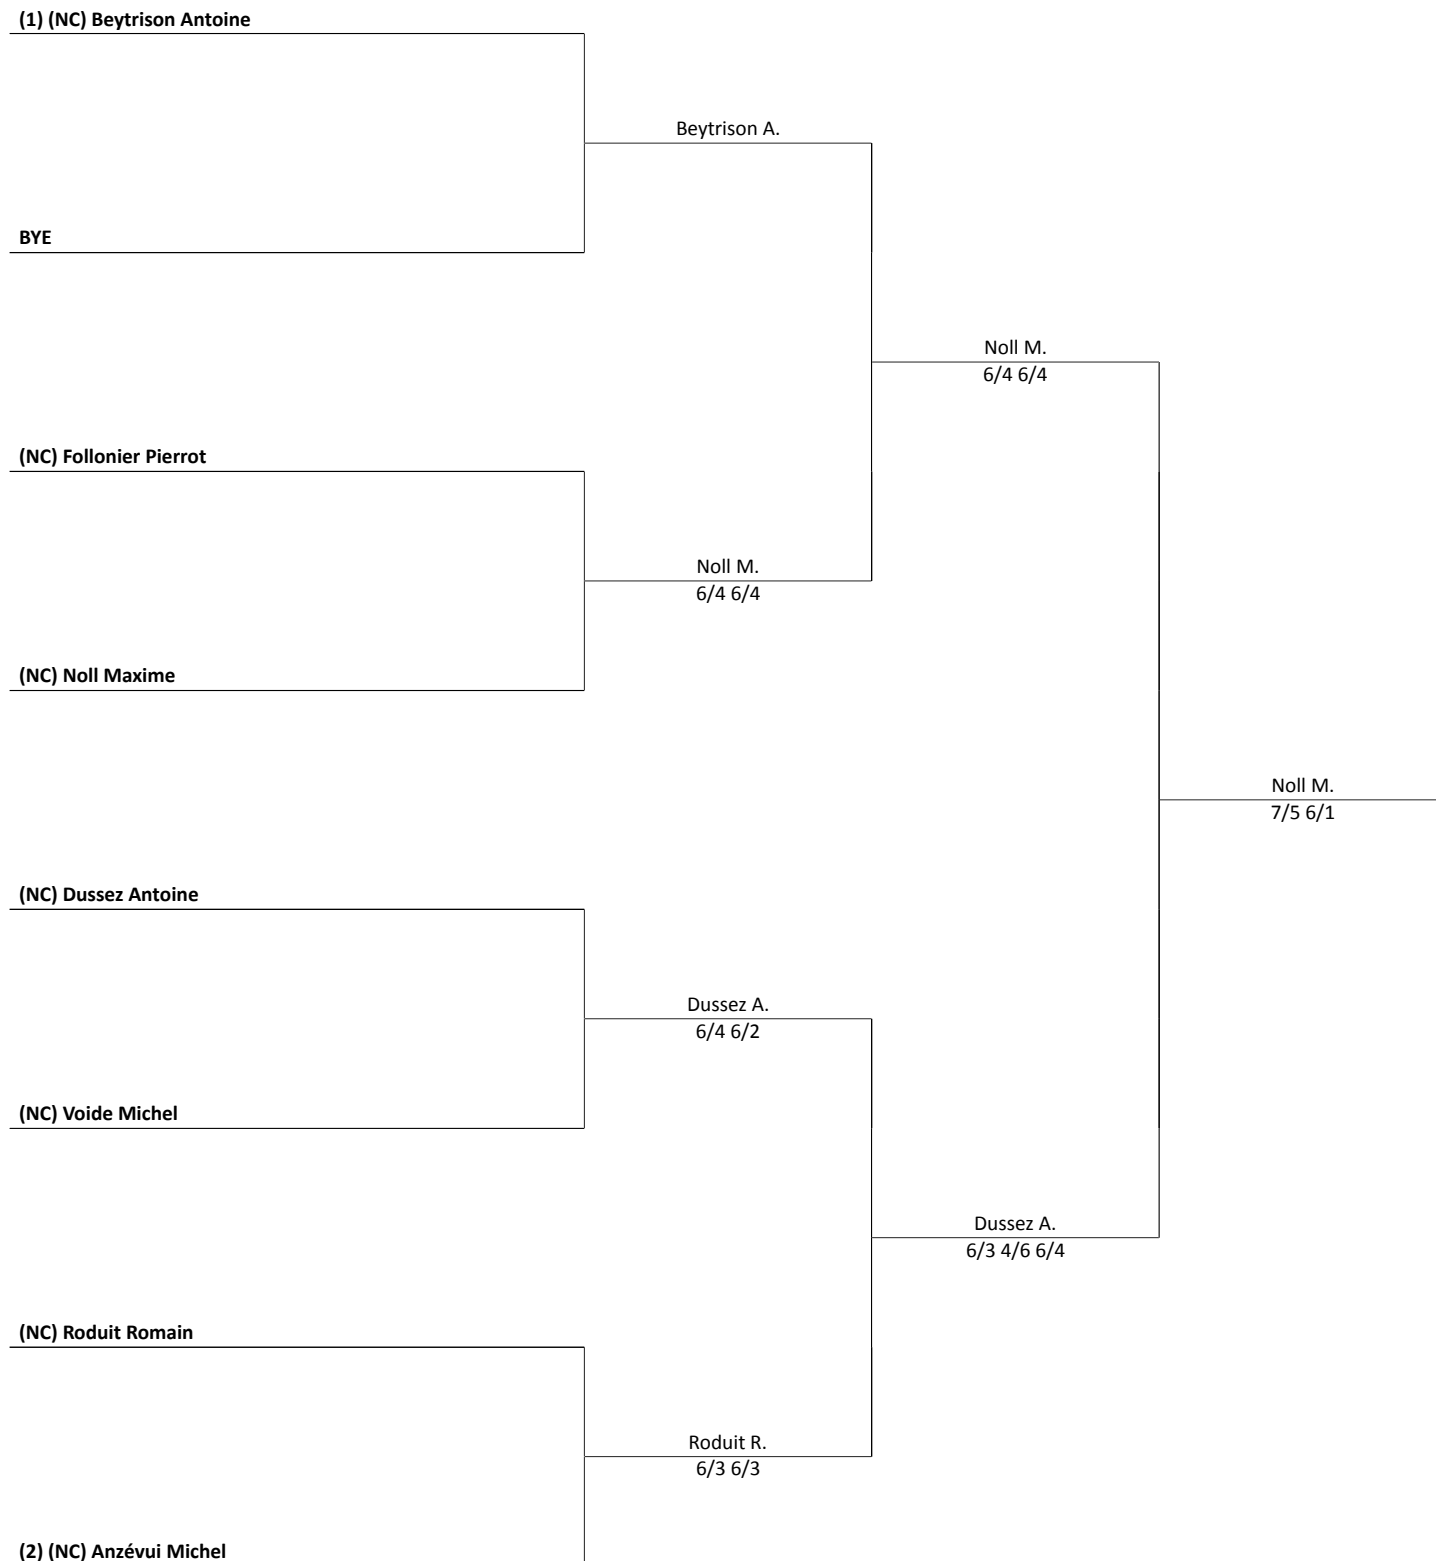 (1) (NC) Beytrison Antoine
Beytrison A.
BYE
Noll M.
6/4 6/4
(NC) Follonier Pierrot
Noll M.
6/4 6/4
(NC) Noll Maxime
Noll M.
7/5 6/1
(NC) Dussez Antoine
Dussez A.
6/4 6/2
(NC) Voide Michel
Dussez A.
6/3 4/6 6/4
(NC) Roduit Romain
Roduit R.
6/3 6/3
(2) (NC) Anzévui Michel